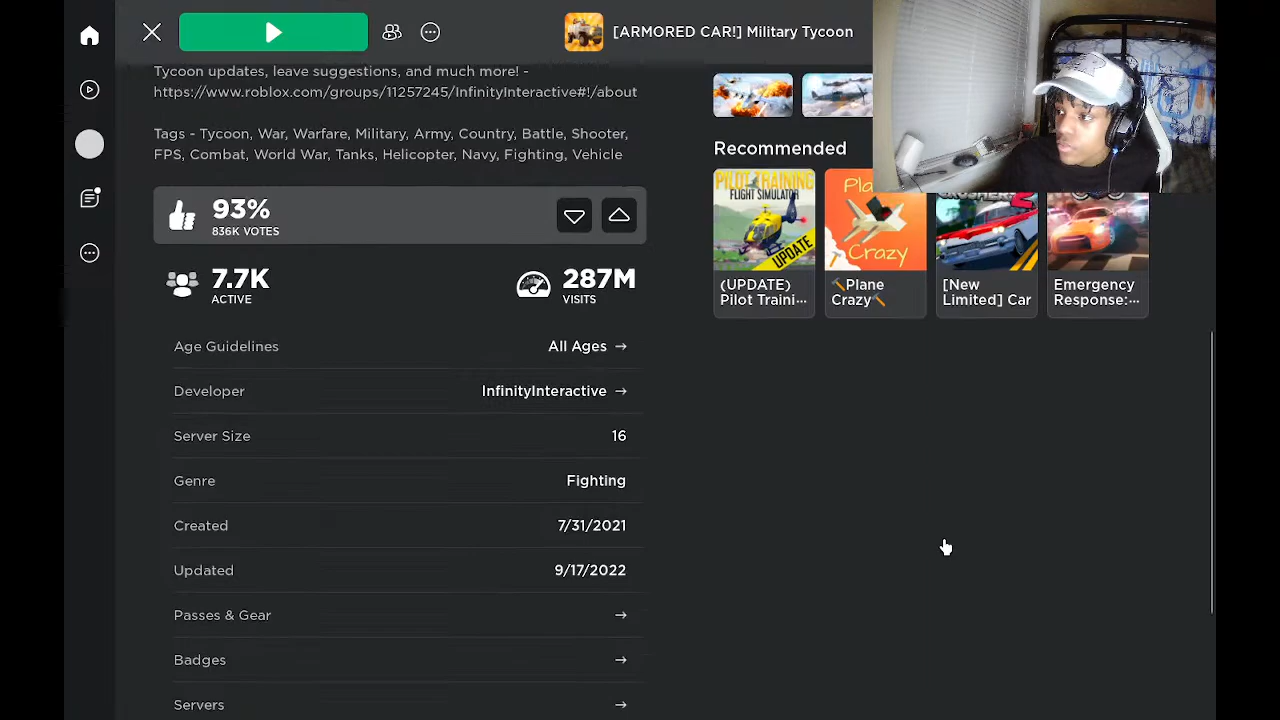 [ARMORED CAR!] Military Tycoon
Tycoon updates, leave suggestions, and much more! -
https://www.roblox.com/groups/11257245/InfinityInteractive#!/about
Tags - Tycoon, War, Warfare, Military, Army, Country, Battle, Shooter,
FPS, Combat, World War, Tanks, Helicopter, Navy, Fighting, Vehicle
93%
836K VOTES
7.7K
ACTIVE
287M
VISITS
Age Guidelines All Ages →
Developer InfinityInteractive →
Server Size 16
Genre Fighting
Created 7/31/2021
Updated 9/17/2022
Passes & Gear →
Badges →
Servers →
Recommended
PILOT TRAINING
FLIGHT SIMULATOR
UPDATE
(UPDATE)
Pilot Traini...
Crazy
🔨Plane
Crazy🔨
2
[New
Limited] Car
Emergency
Response:...